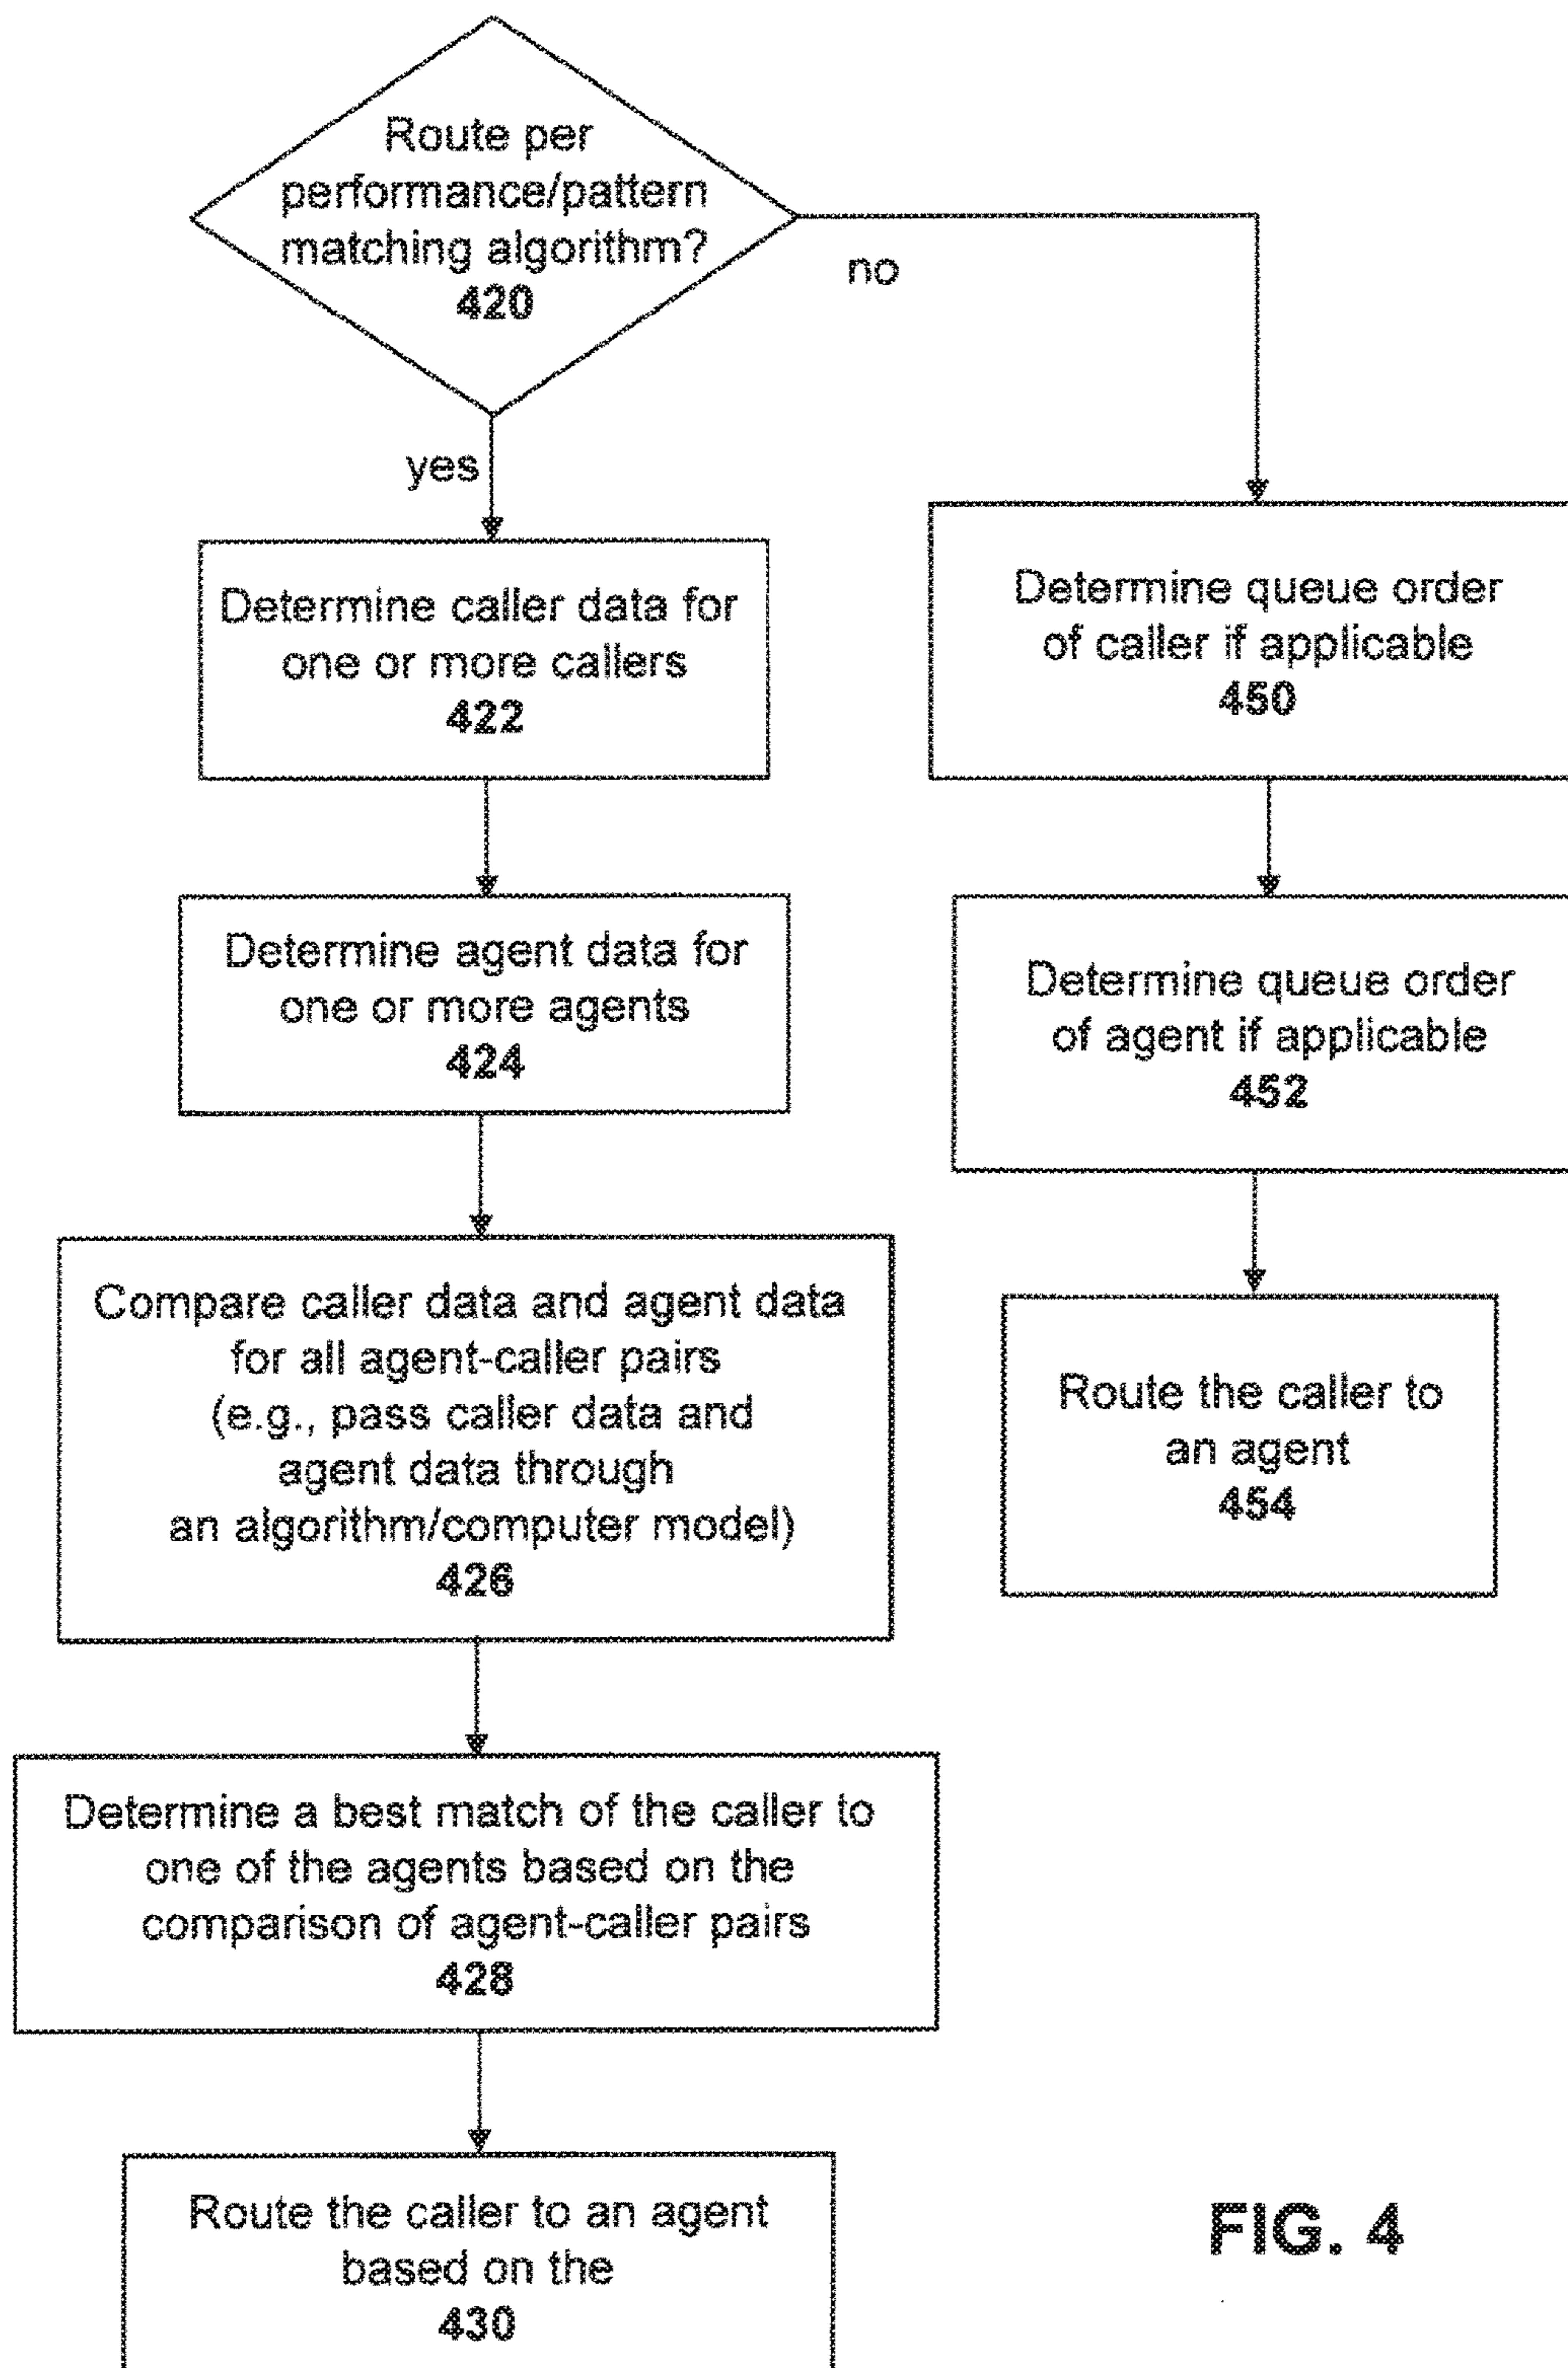 Route per
performance/pattern
matching algorithm?
420
no
yes
Determine caller data for
one or more callers
422
Determine queue order
of caller if applicable
450
Determine agent data for
one or more agents
424
Determine queue order
of agent if applicable
452
Compare caller data and agent data
for all agent-caller pairs
(e.g., pass caller data and
agent data through
an algorithm/computer model)
426
Route the caller to
an agent
454
Determine a best match of the caller to
one of the agents based on the
comparison of agent-caller pairs
428
Route the caller to an agent
based on the
430
FIG. 4